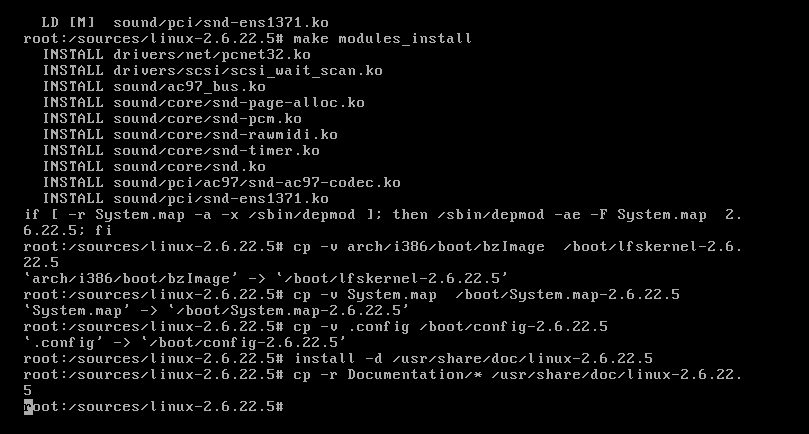 LD [M]  sound/pci/snd-ens1371.ko
root:/sources/linux-2.6.22.5# make modules_install
INSTALL drivers/net/pcnet32.ko
INSTALL drivers/scsi/scsi_wait_scan.ko
INSTALL sound/ac97_bus.ko
INSTALL sound/core/snd-page-alloc.ko
INSTALL sound/core/snd-pcm.ko
INSTALL sound/core/snd-rawmidi.ko
INSTALL sound/core/snd-timer.ko
INSTALL sound/core/snd.ko
INSTALL sound/pci/ac97/snd-ac97-codec.ko
INSTALL sound/pci/snd-ens1371.ko
if [ -r System.map -a -x /sbin/depmod ]; then /sbin/depmod -ae -F System.map  2.
6.22.5; fi
root:/sources/linux-2.6.22.5# cp -v arch/i386/boot/bzImage  /boot/lfskernel-2.6.
22.5
‘arch/i386/boot/bzImage’ -> ‘/boot/lfskernel-2.6.22.5’
root:/sources/linux-2.6.22.5# cp -v System.map  /boot/System.map-2.6.22.5
‘System.map’ -> ‘/boot/System.map-2.6.22.5’
root:/sources/linux-2.6.22.5# cp -v .config /boot/config-2.6.22.5
‘.config’ -> ‘/boot/config-2.6.22.5’
root:/sources/linux-2.6.22.5# install -d /usr/share/doc/linux-2.6.22.5
root:/sources/linux-2.6.22.5# cp -r Documentation/* /usr/share/doc/linux-2.6.22.
5
root:/sources/linux-2.6.22.5#